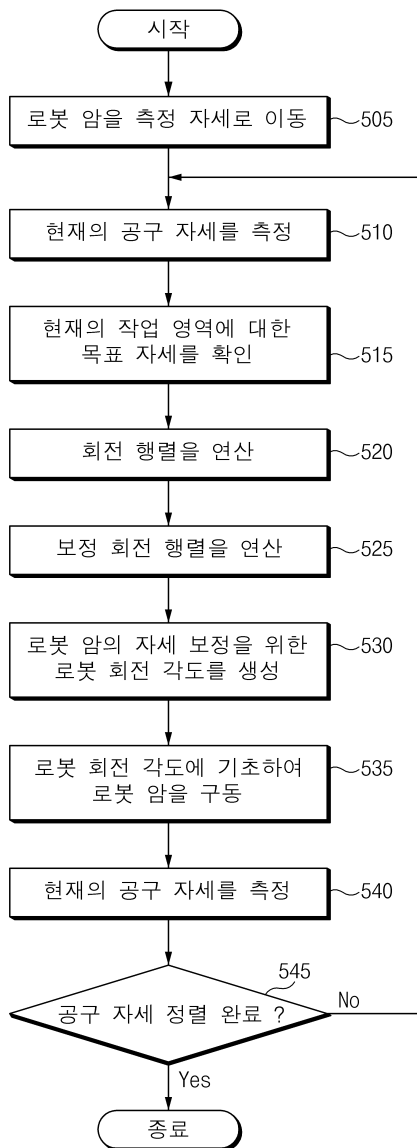 시작
로봇 암을 측정 자세로 이동
505
현재의 공구 자세를 측정
510
현재의 작업 영역에 대한
목표 자세를 확인
515
회전 행렬을 연산
520
보정 회전 행렬을 연산
525
로봇 암의 자세 보정을 위한
로봇 회전 각도를 생성
530
로봇 회전 각도에 기초하여
로봇 암을 구동
535
현재의 공구 자세를 측정
540
545
공구 자세 정렬 완료 ?
No
Yes
종료